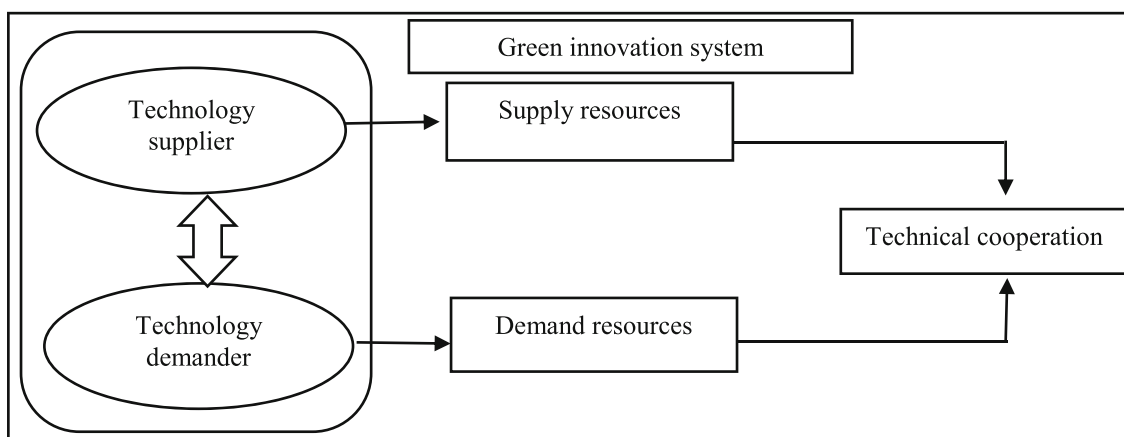 Green innovation system
Technology
supplier
Supply resources
Technical cooperation
Technology
demander
Demand resources